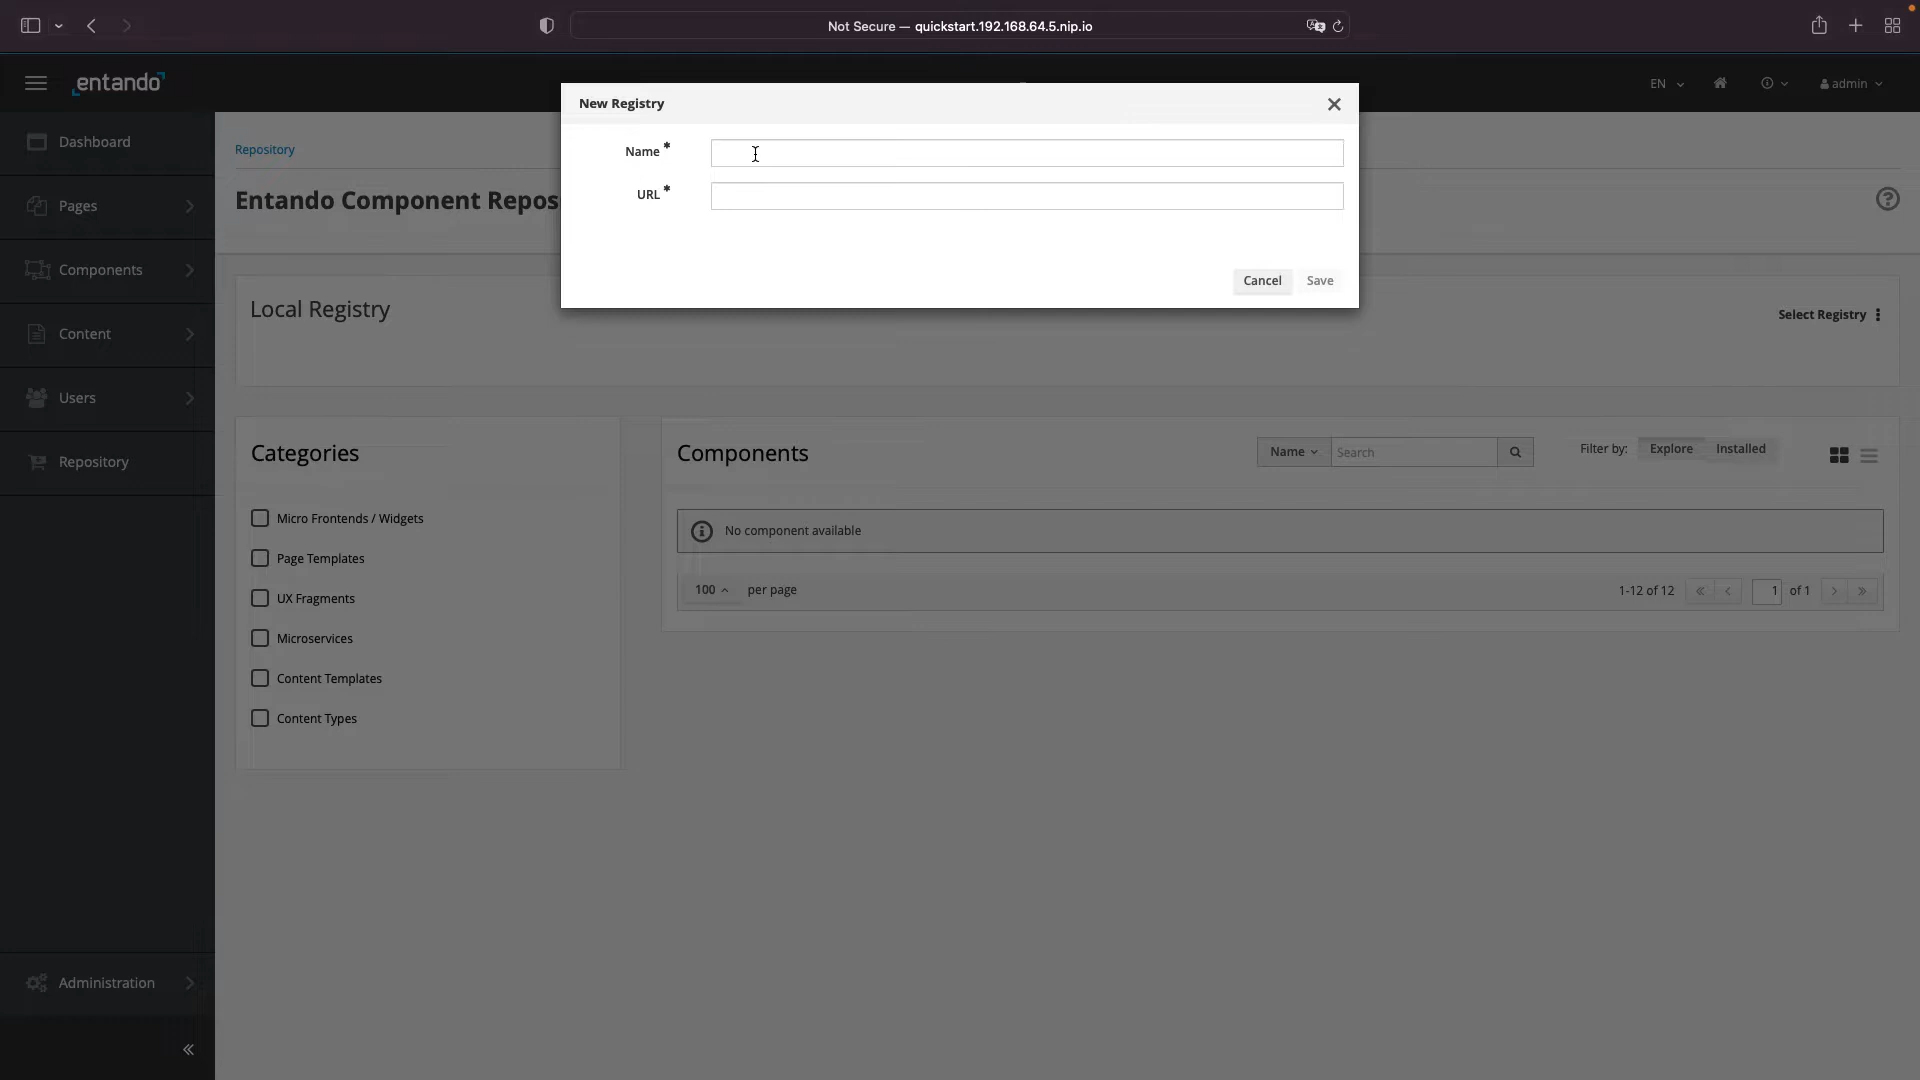 Not Secure — quickstart.192.168.64.5.nip.io
entando
EN
admin
New Registry
Name *
URL *
Cancel
Save
Dashboard
Pages
Components
Content
Users
Repository
Administration
Repository
Entando Component Repos
Local Registry
Select Registry
Categories
Micro Frontends / Widgets
Page Templates
UX Fragments
Microservices
Content Templates
Content Types
Components
Name
Search
Filter by:
Explore
Installed
No component available
100 per page
1-12 of 12
1 of 1